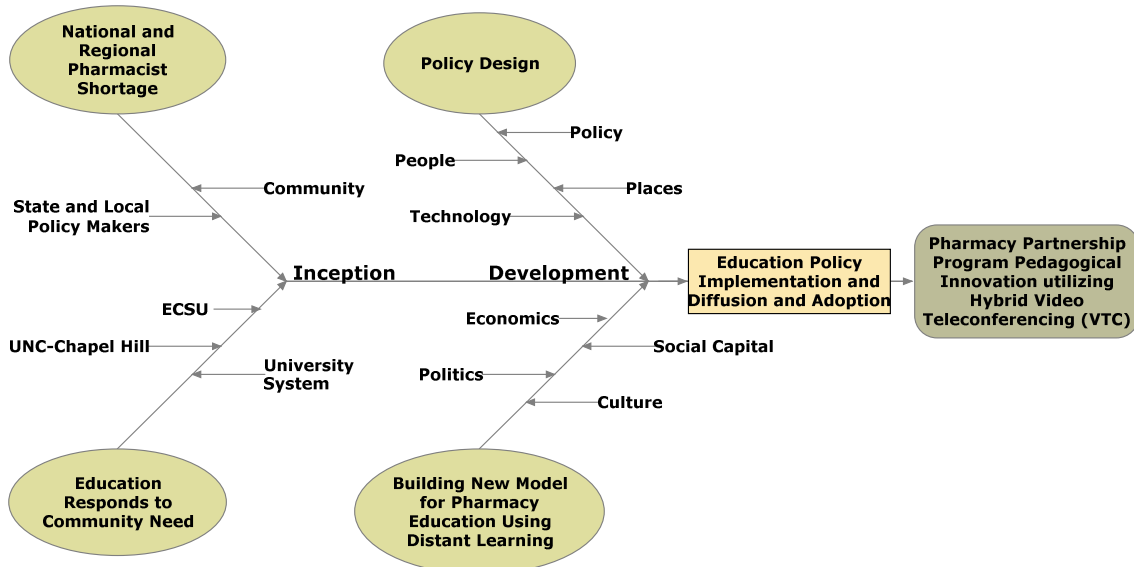 National and
Regional
Pharmacist
Shortage
Policy Design
Policy
People
Community
Places
State and Local
Policy Makers
Technology
Inception
Development
Education Policy
Implementation and
Diffusion and Adoption
Pharmacy Partnership
Program Pedagogical
Innovation utilizing
Hybrid Video
Teleconferencing (VTC)
ECSU
Economics
UNC-Chapel Hill
Social Capital
University
System
Politics
Culture
Education
Responds to
Community Need
Building New Model
for Pharmacy
Education Using
Distant Learning